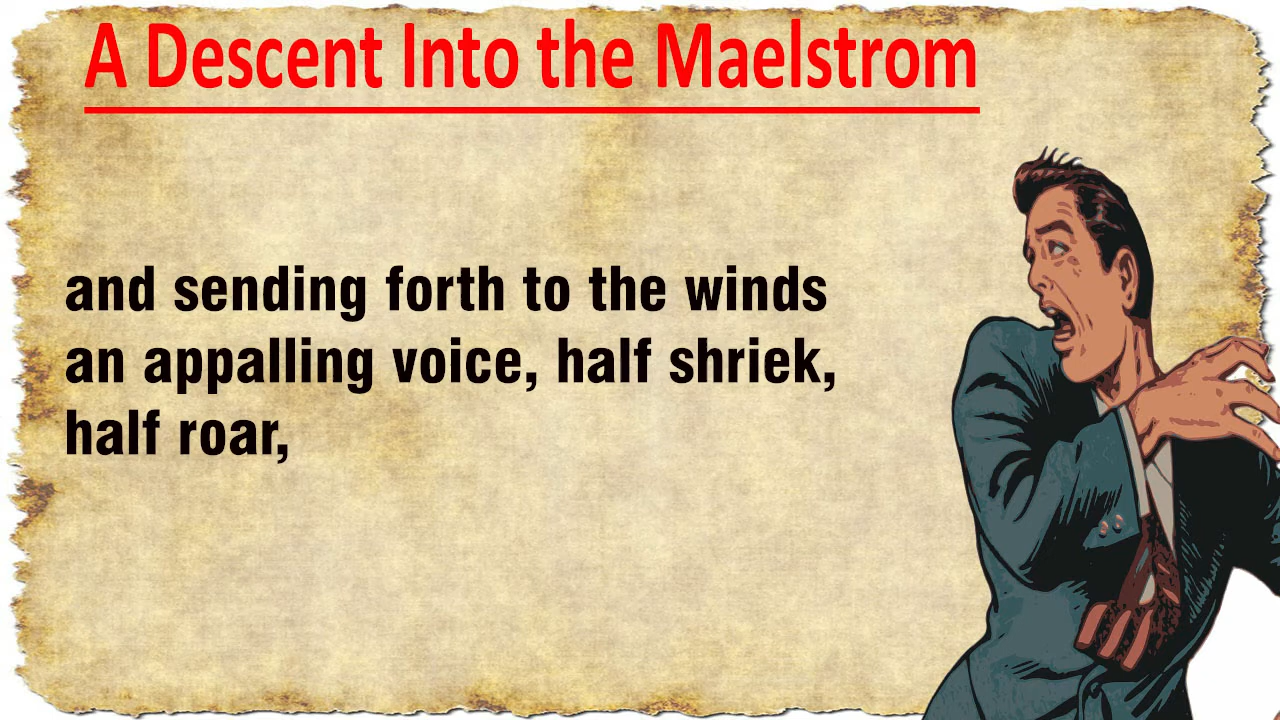 A Descent Into the Maelstrom
and sending forth to the winds
an appalling voice, half shriek,
half roar,